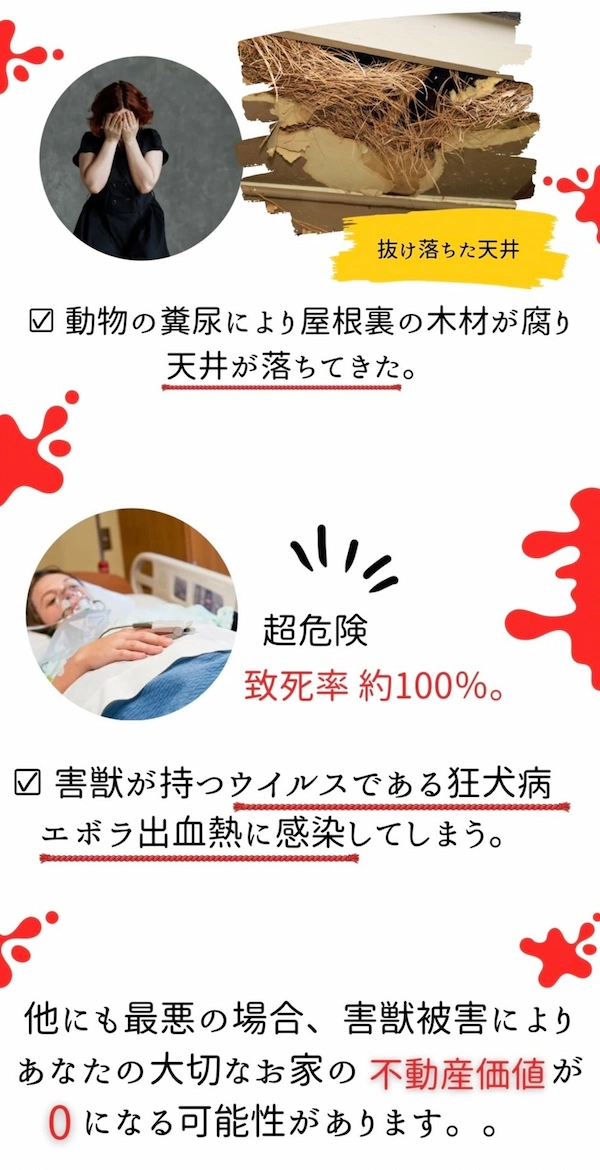 抜け落ちた天井
☑ 動物の糞尿により屋根裏の木材が腐り
天井が落ちてきた。
超危険
致死率 約100%。
☑ 害獣が持つウイルスである狂犬病
エボラ出血熱に感染してしまう。
他にも最悪の場合、害獣被害により
あなたの大切なお家の 不動産価値 が
0 になる可能性があります。。